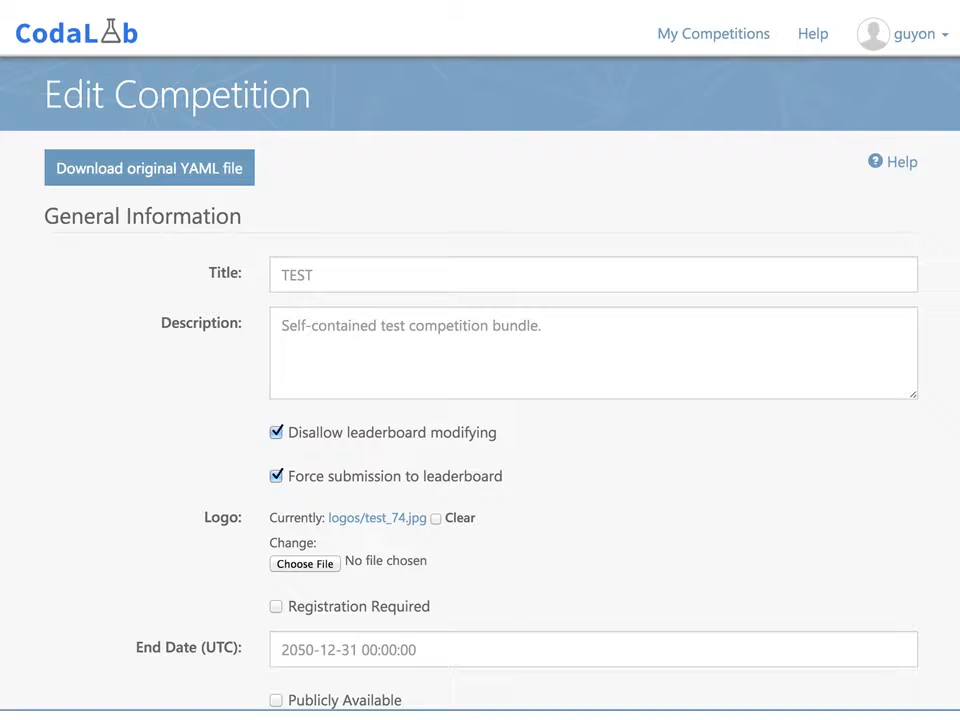 CodaLab
My Competitions Help guyon
Edit Competition
Download original YAML file
Help
General Information
Title: TEST
Description: Self-contained test competition bundle.
Disallow leaderboard modifying
Force submission to leaderboard
Logo: Currently: logos/test_74.jpg Clear
Change:
Choose File No file chosen
Registration Required
End Date (UTC): 2050-12-31 00:00:00
Publicly Available